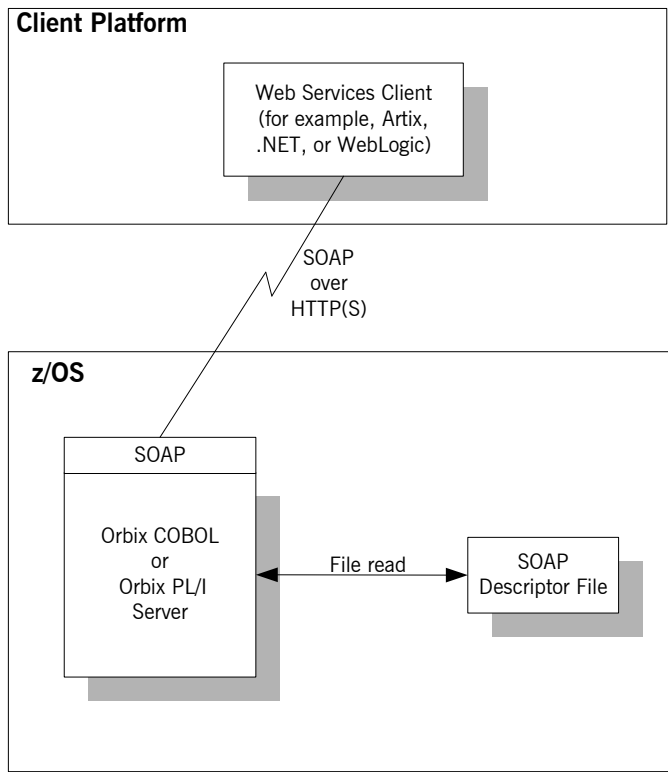 Client Platform
Web Services Client
(for example, Artix,
.NET, or WebLogic)
SOAP
over
HTTP(S)
z/OS
SOAP
Orbix COBOL
or
Orbix PL/I
Server
File read
SOAP
Descriptor File